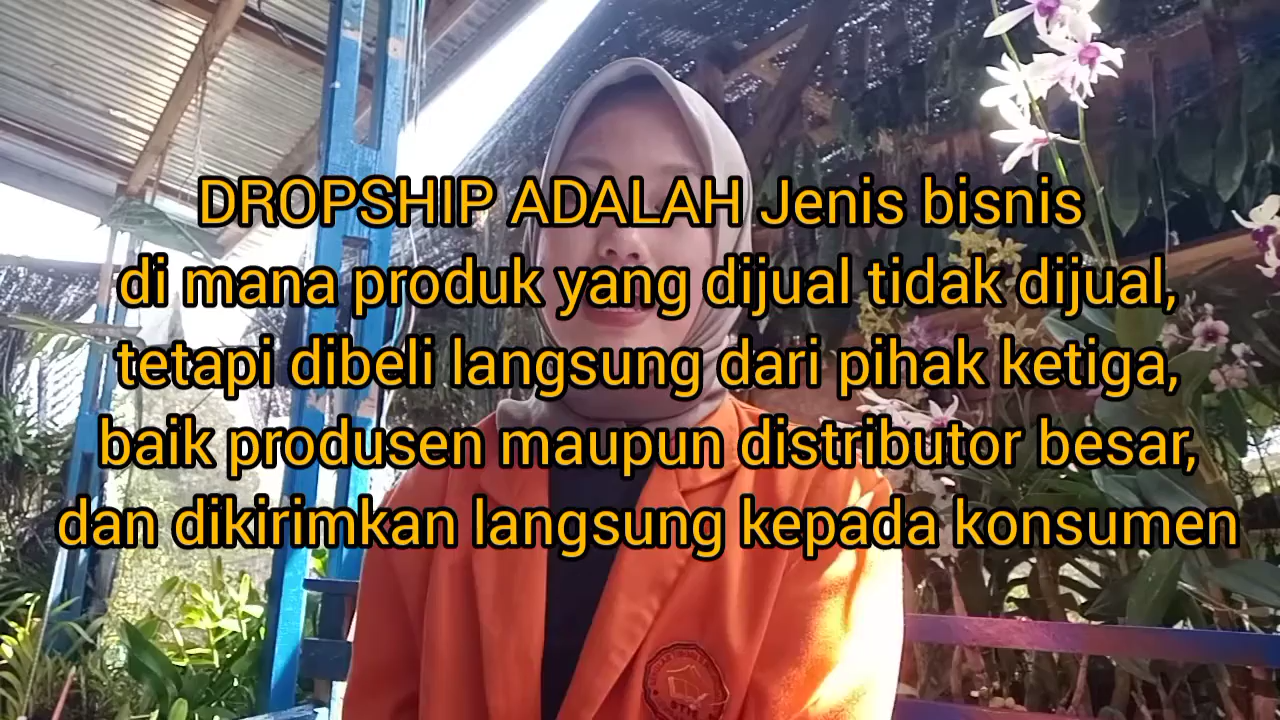 DROPSHIP ADALAH Jenis bisnis
di mana produk yang dijual tidak dijual,
tetapi dibeli langsung dari pihak ketiga,
baik produsen maupun distributor besar,
dan dikirimkan langsung kepada konsumen